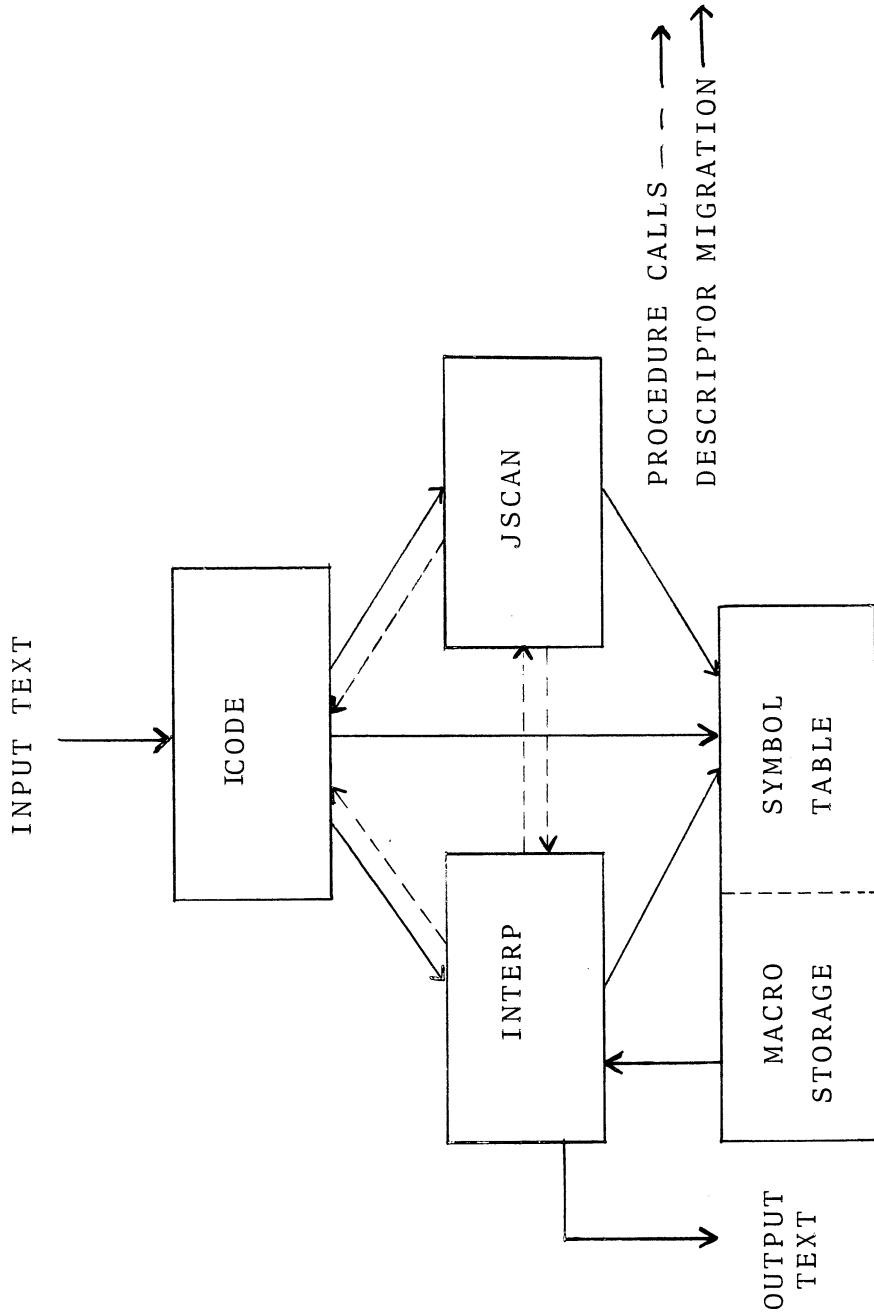 INPUT TEXT
ICODE
INTERP
JSCAN
MACRO
STORAGE
SYMBOL
TABLE
OUTPUT
TEXT
PROCEDURE CALLS
DESCRIPTOR MIGRATION